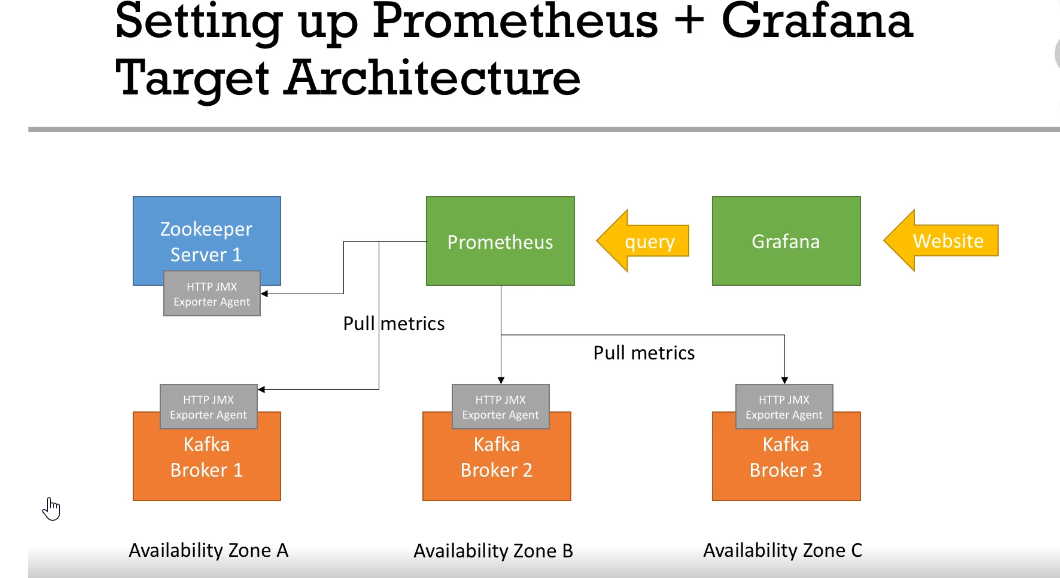 Setting up Prometheus + Grafana
Target Architecture
Zookeeper
Server 1
HTTP JMX
Exporter Agent
Prometheus
query
Grafana
Website
Pull metrics
Pull metrics
HTTP JMX
Exporter Agent
Kafka
Broker 1
HTTP JMX
Exporter Agent
Kafka
Broker 2
HTTP JMX
Exporter Agent
Kafka
Broker 3
Availability Zone A
Availability Zone B
Availability Zone C